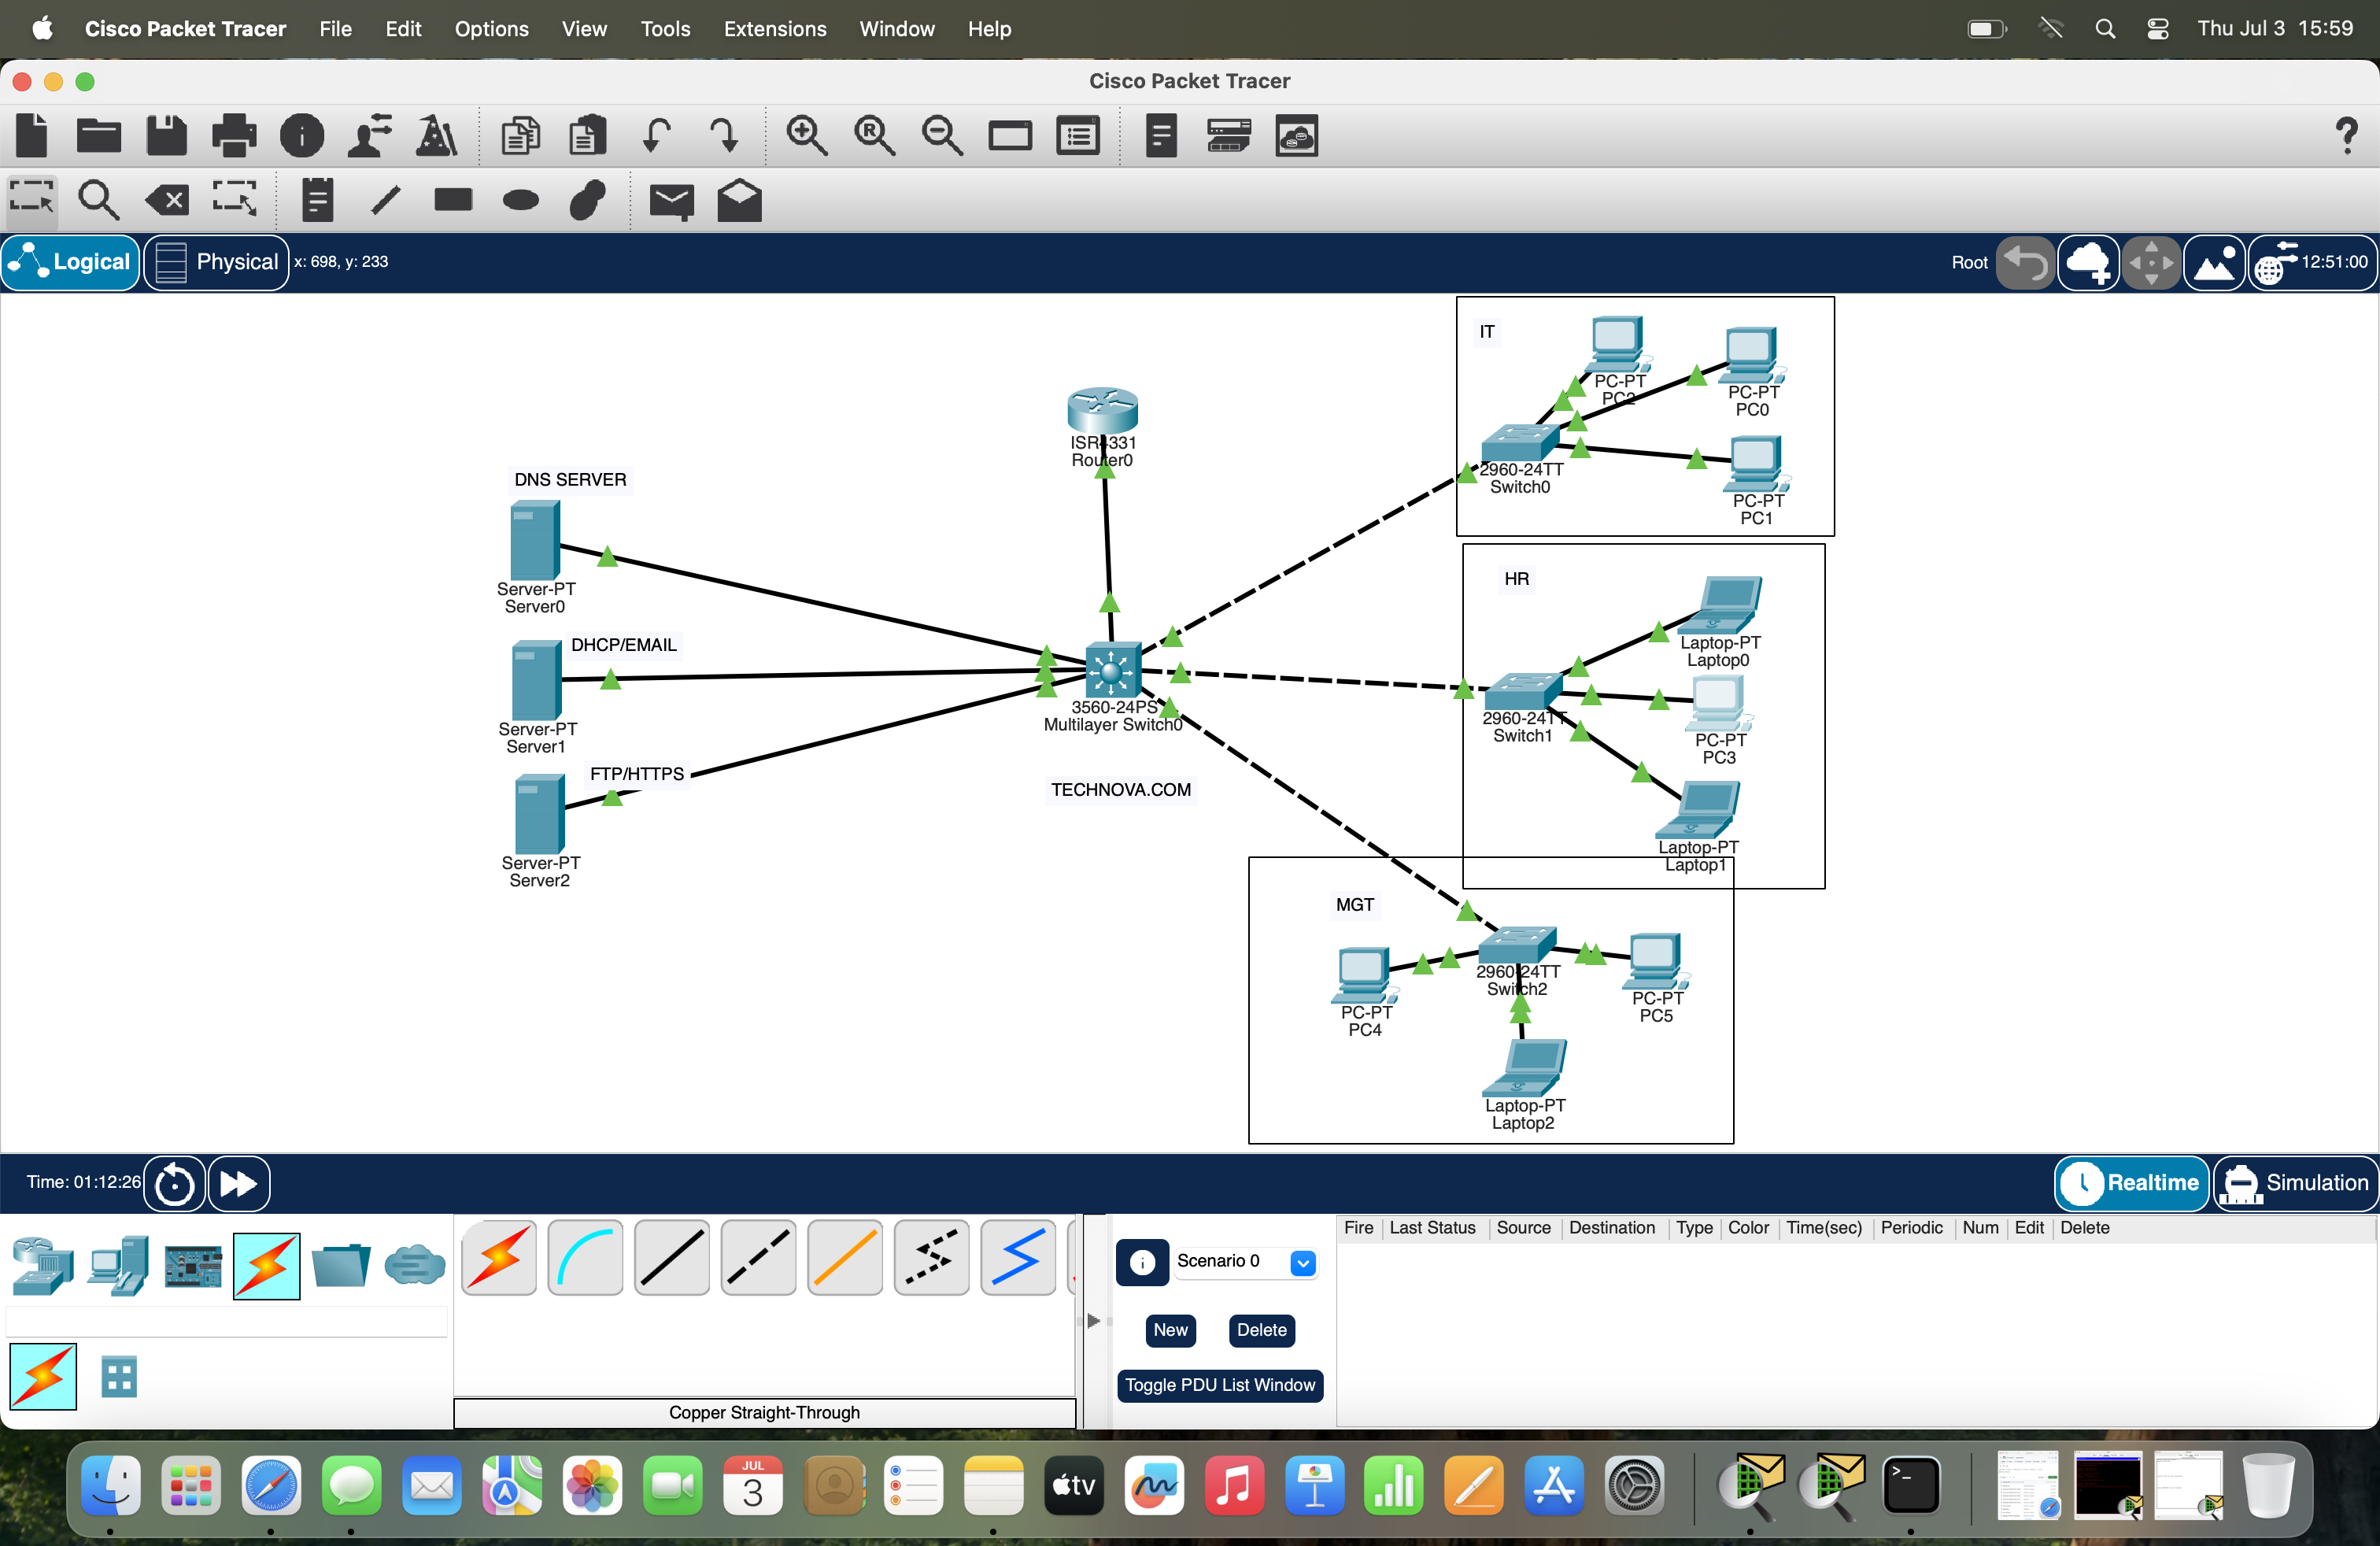 Cisco Packet Tracer File Edit Options View Tools Extensions Window Help Thu Jul 3 15:59
Cisco Packet Tracer
Logical Physical x: 698, y: 233 Root 12:51:00
IT
PC-PT
PC2
PC-PT
PC0
2960-24TT
Switch0
PC-PT
PC1
ISR4331
Router0
DNS SERVER
Server-PT
Server0
DHCP/EMAIL
Server-PT
Server1
FTP/HTTPS
Server-PT
Server2
3560-24PS
Multilayer Switch0
TECHNOVA.COM
HR
Laptop-PT
Laptop0
2960-24TT
Switch1
PC-PT
PC3
Laptop-PT
Laptop1
MGT
2960-24TT
Switch2
PC-PT
PC4
PC-PT
PC5
Laptop-PT
Laptop2
Time: 01:12:26 Realtime Simulation
Scenario 0
New Delete
Toggle PDU List Window
Fire Last Status Source Destination Type Color Time(sec) Periodic Num Edit Delete
Copper Straight-Through
JUL
3
tv